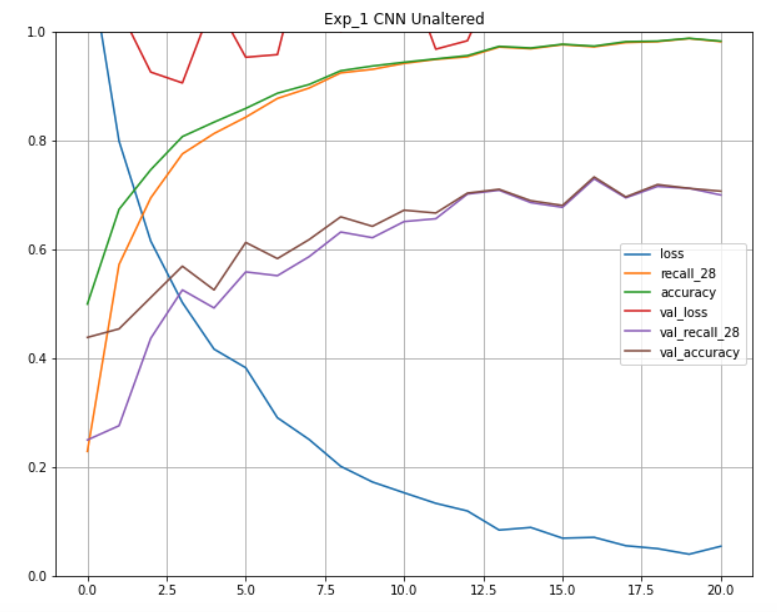 Exp_1 CNN Unaltered
1.0
0.8
0.6
0.4
0.2
0.0
loss
recall_28
accuracy
val_loss
val_recall_28
val_accuracy
0.0 2.5 5.0 7.5 10.0 12.5 15.0 17.5 20.0